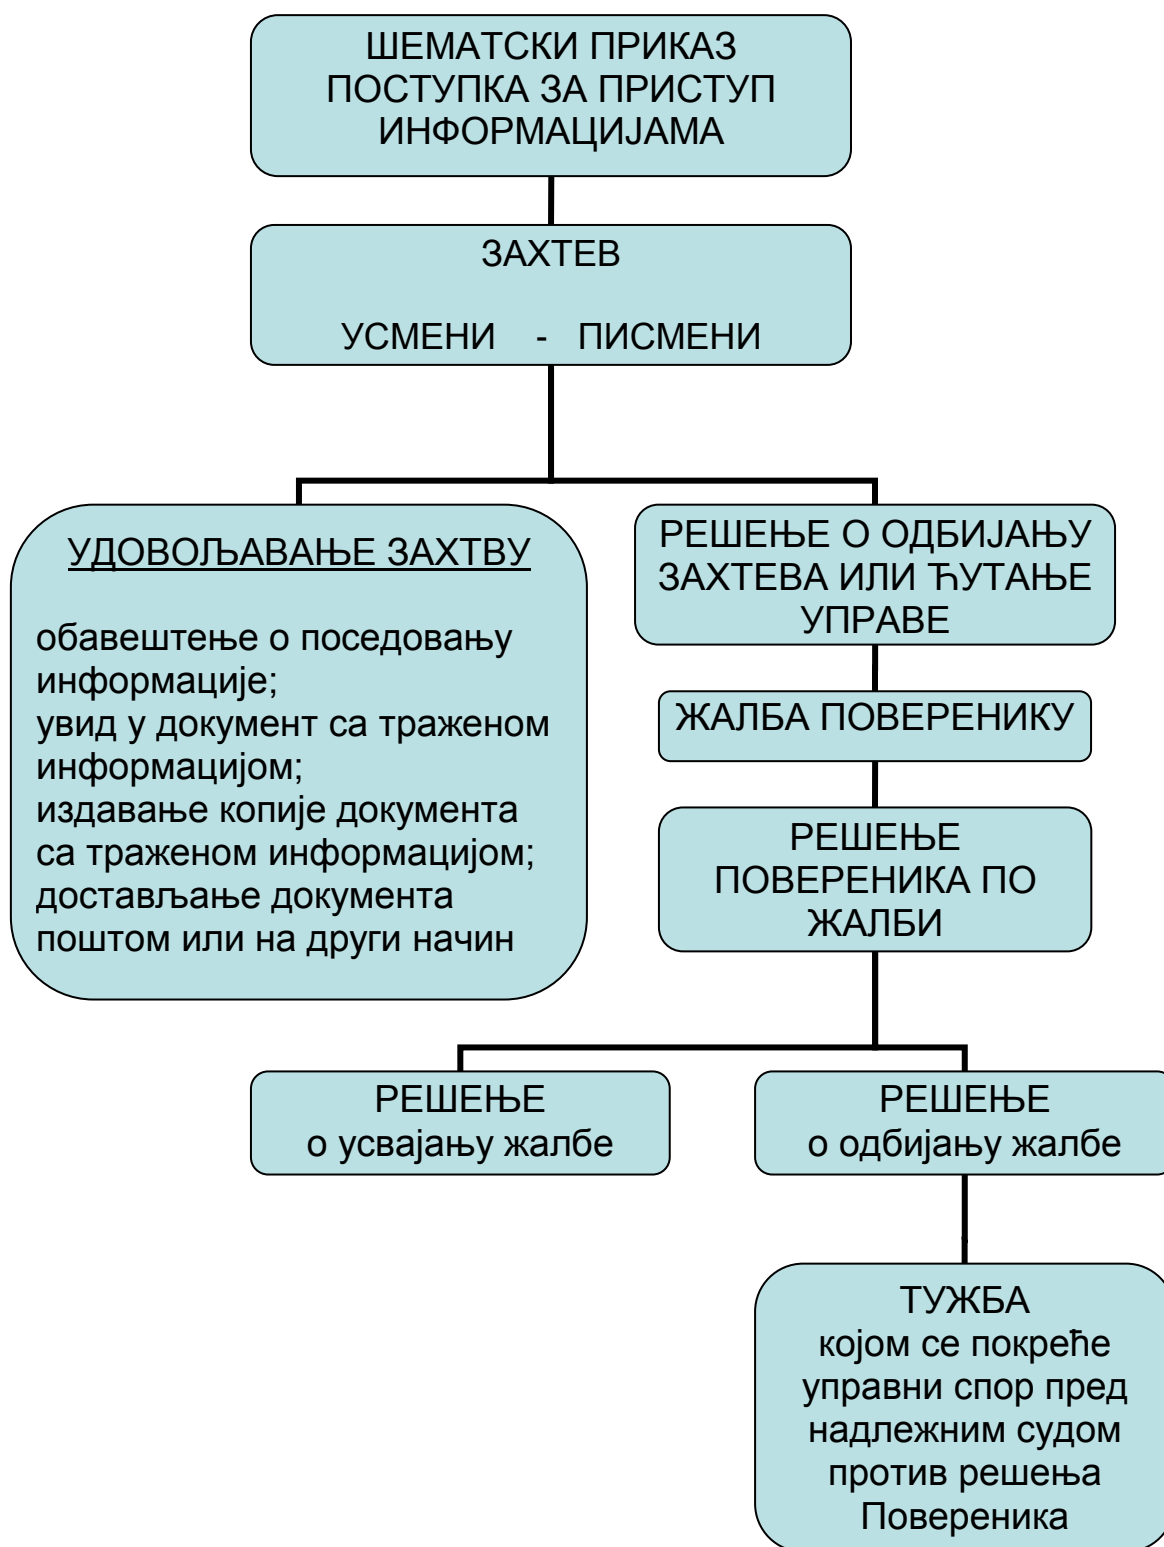 ШЕМАТСКИ ПРИКАЗ
ПОСТУПКА ЗА ПРИСТУП
ИНФОРМАЦИЈАМА
ЗАХТЕВ
УСМЕНИ - ПИСМЕНИ
УДОВОЉАВАЊЕ ЗАХТВУ
обавештење о поседовању
информације;
увид у документ са траженом
информацијом;
издавање копије документа
са траженом информацијом;
достављање документа
поштом или на други начин
РЕШЕЊЕ О ОДБИЈАЊУ
ЗАХТЕВА ИЛИ ЋУТАЊЕ
УПРАВЕ
ЖАЛБА ПОВЕРЕНИКУ
РЕШЕЊЕ
ПОВЕРЕНИКА ПО
ЖАЛБИ
РЕШЕЊЕ
о усвајању жалбе
РЕШЕЊЕ
о одбијању жалбе
ТУЖБА
којом се покреће
управни спор пред
надлежним судом
против решења
Повереника